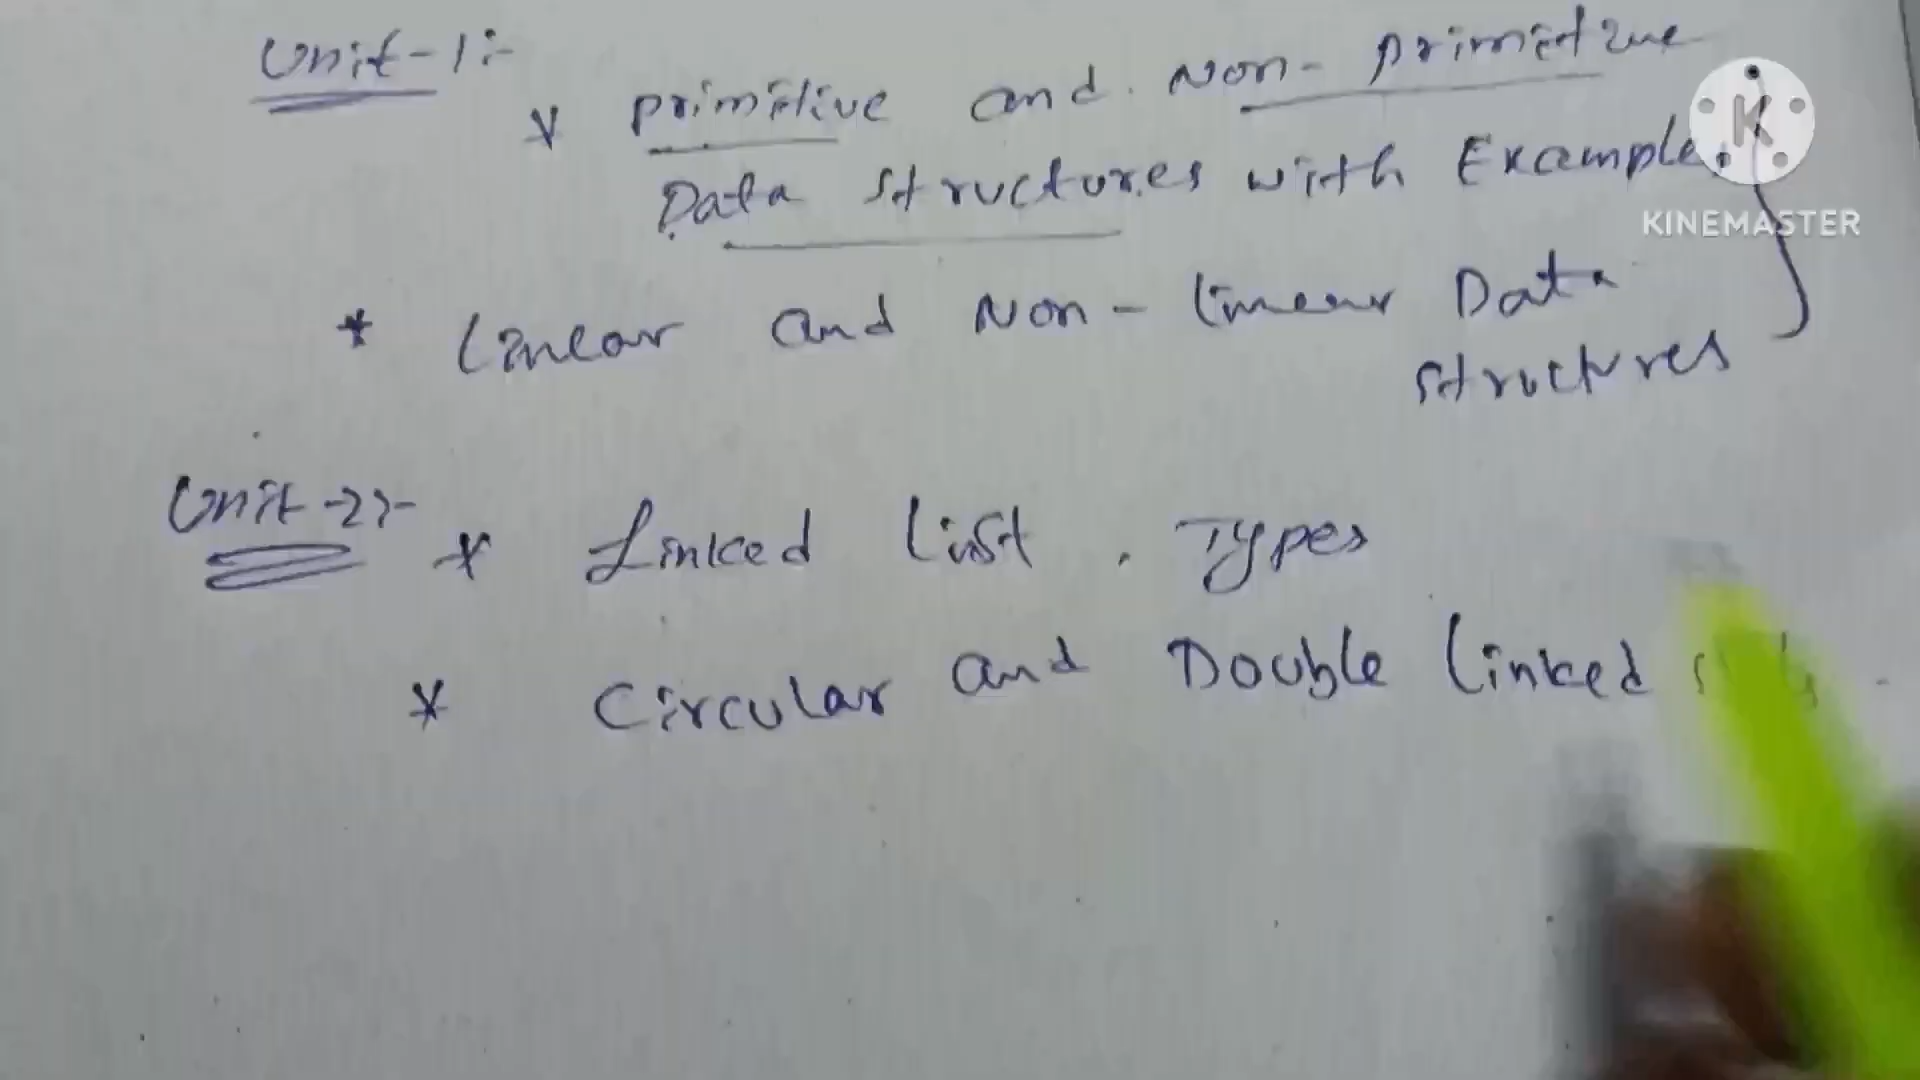 Unit-1:-
* primitive and Non-primitive
Data structures with Example.
* Linear and Non-linear Data
structures
Unit-2:-
* Linked List. Types
* Circular and Double linked
K
KINEMASTER